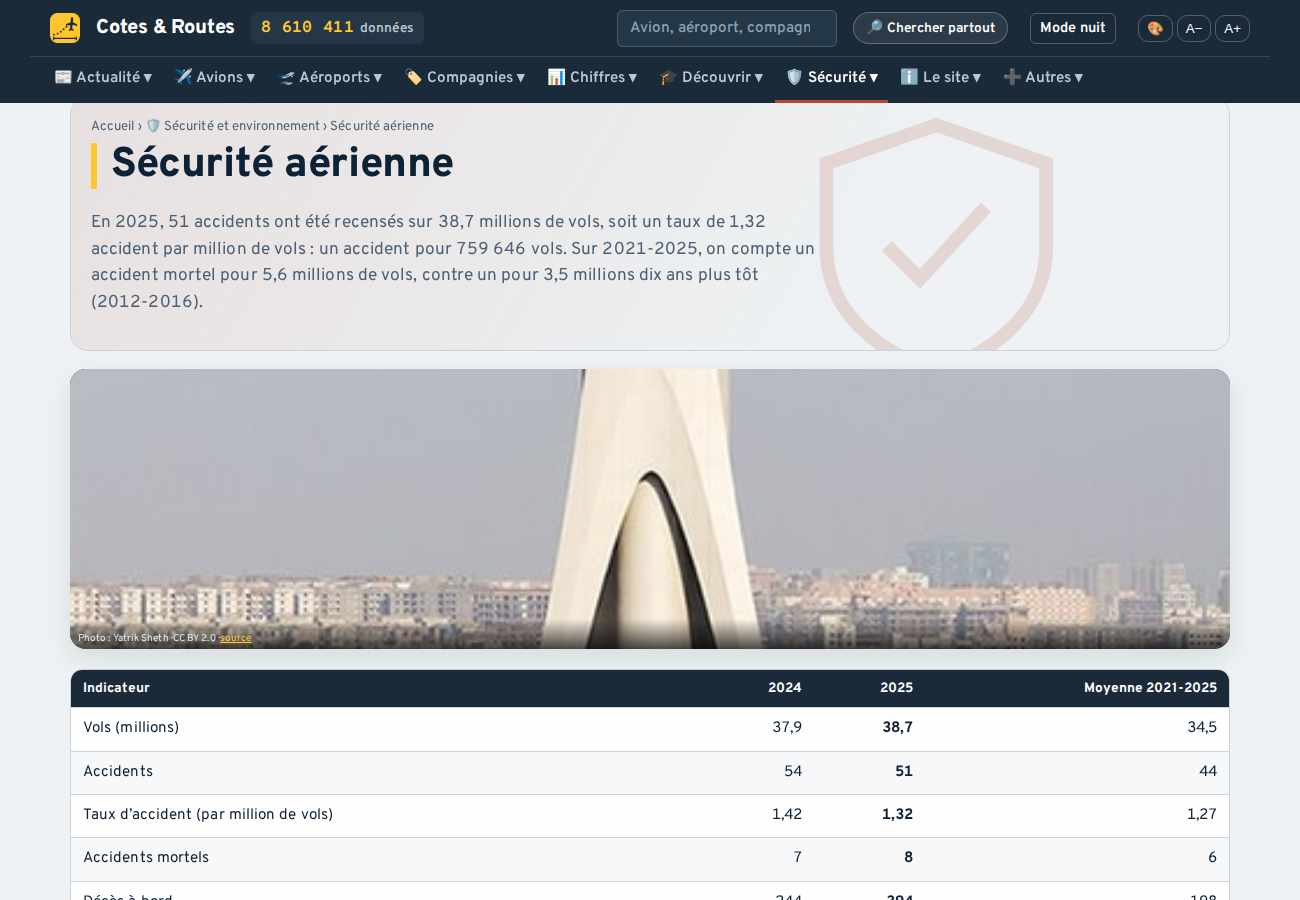 Cotes & Routes
8 610 411 données
Avion, aéroport, compagn
🔎 Chercher partout
Mode nuit
🎨 A− A+
📰 Actualité ▾ ✈️ Avions ▾ 🛫 Aéroports ▾ 🏷️ Compagnies ▾ 📊 Chiffres ▾ 🎓 Découvrir ▾ 🛡️ Sécurité ▾ ℹ️ Le site ▾ ➕ Autres ▾
Accueil › 🛡️ Sécurité et environnement › Sécurité aérienne
Sécurité aérienne
En 2025, 51 accidents ont été recensés sur 38,7 millions de vols, soit un taux de 1,32
accident par million de vols : un accident pour 759 646 vols. Sur 2021-2025, on compte un
accident mortel pour 5,6 millions de vols, contre un pour 3,5 millions dix ans plus tôt
(2012-2016).
Photo : Yatrik Sheth·CC BY 2.0 ·source
Indicateur 2024 2025 Moyenne 2021-2025
Vols (millions) 37,9 38,7 34,5
Accidents 54 51 44
Taux d’accident (par million de vols) 1,42 1,32 1,27
Accidents mortels 7 8 6
Décès à bord 244 394 198